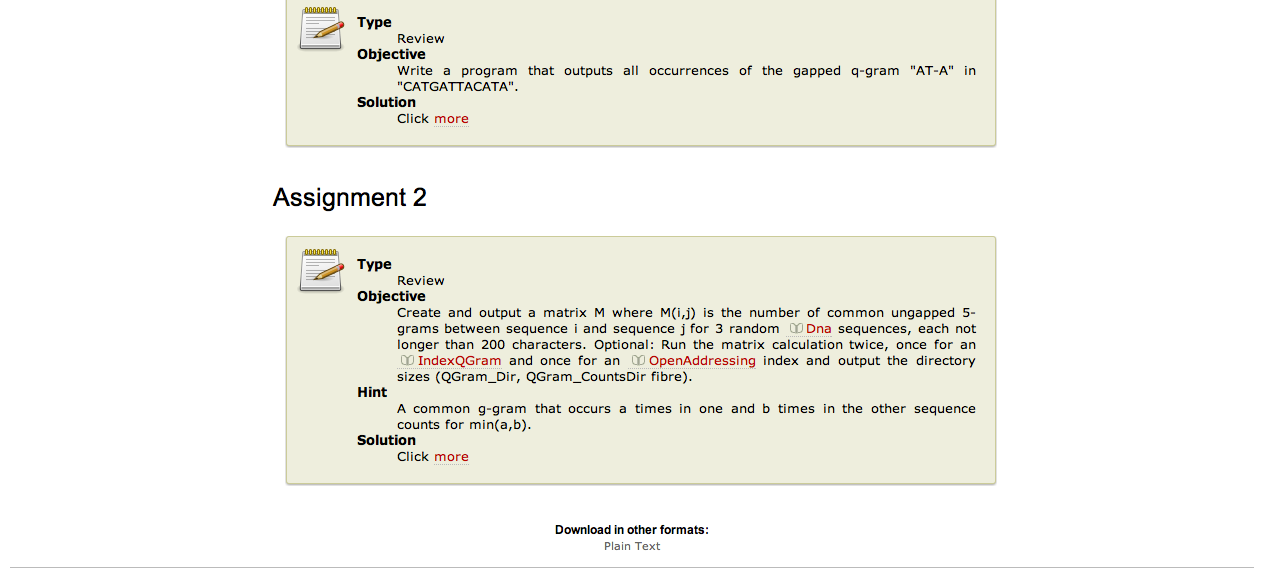 Type
Review
Objective
Write a program that outputs all occurrences of the gapped q-gram "AT-A" in
"CATGATTACATA".
Solution
Click more
Assignment 2
Type
Review
Objective
Create and output a matrix M where M(i,j) is the number of common ungapped 5-
grams between sequence i and sequence j for 3 random Dna sequences, each not
longer than 200 characters. Optional: Run the matrix calculation twice, once for an
IndexQGram and once for an OpenAddressing index and output the directory
sizes (QGram_Dir, QGram_CountsDir fibre).
Hint
A common g-gram that occurs a times in one and b times in the other sequence
counts for min(a,b).
Solution
Click more
Download in other formats:
Plain Text